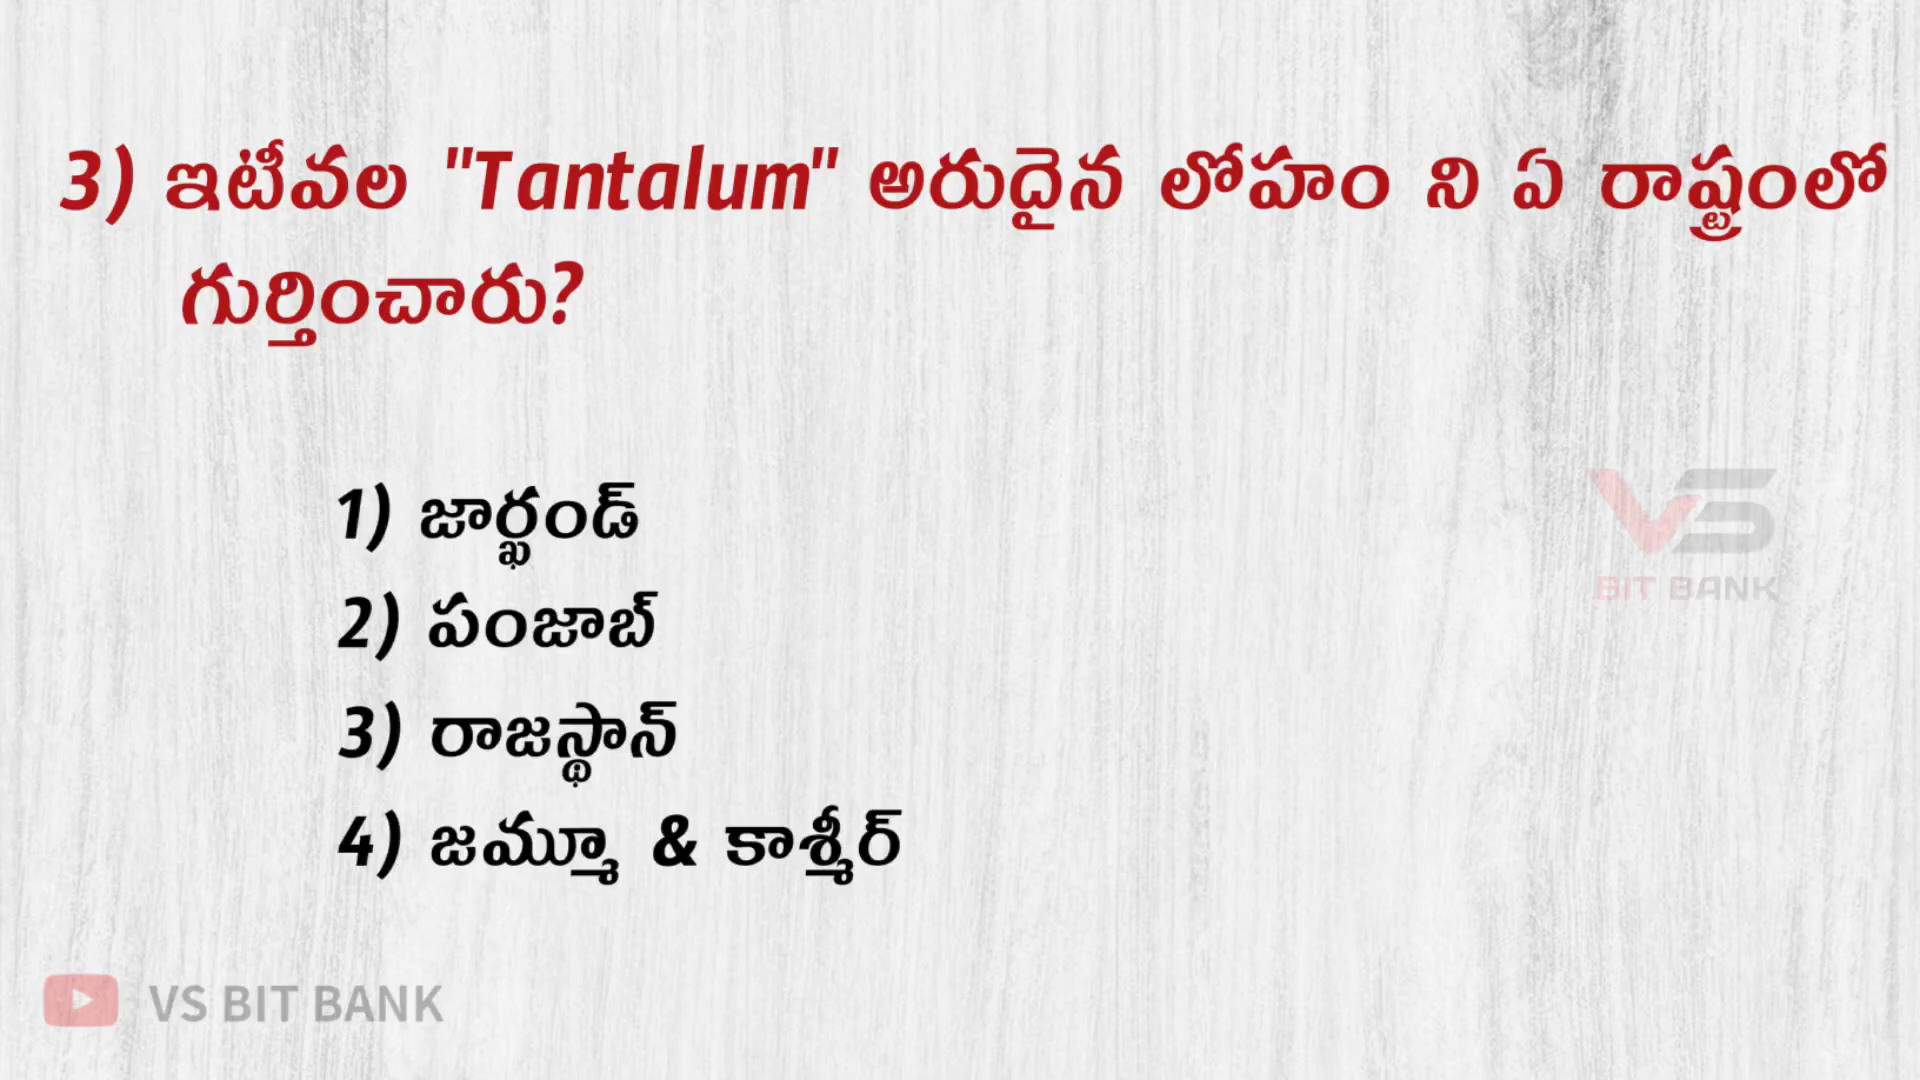 3) ఇటీవల "Tantalum" అరుదైన లోహం ని ఏ రాష్ట్రంలో
గుర్తించారు?
1) జార్ఖండ్
2) పంజాబ్
3) రాజస్థాన్
4) జమ్మూ & కాశ్మీర్
VS
BIT BANK
VS BIT BANK